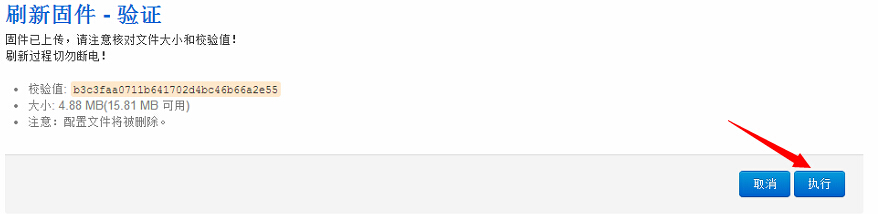 刷新固件 - 验证
固件已上传，请注意核对文件大小和校验值！
刷新过程切勿断电！
校验值: b3c3faa0711b641702d4bc46b66a2e55
大小: 4.88 MB(15.81 MB 可用)
注意：配置文件将被删除。
取消 执行